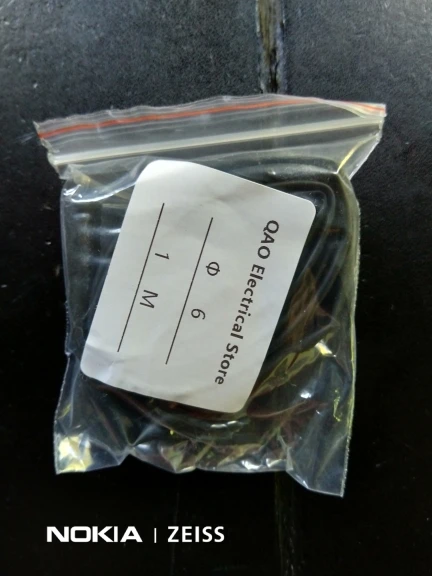 QAO Electrical Store
Φ 6
1 M
NOKIA | ZEISS